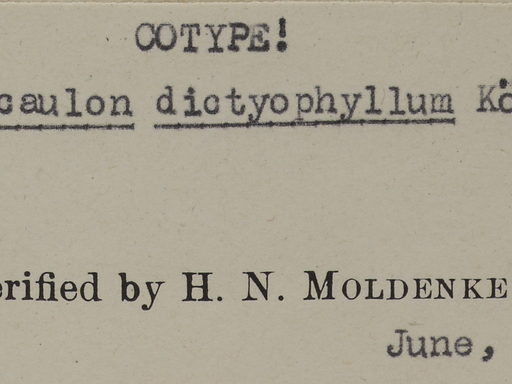 COTYPE!
caulon dictyophyllum Kö
erified by H. N. MOLDENKE
June,